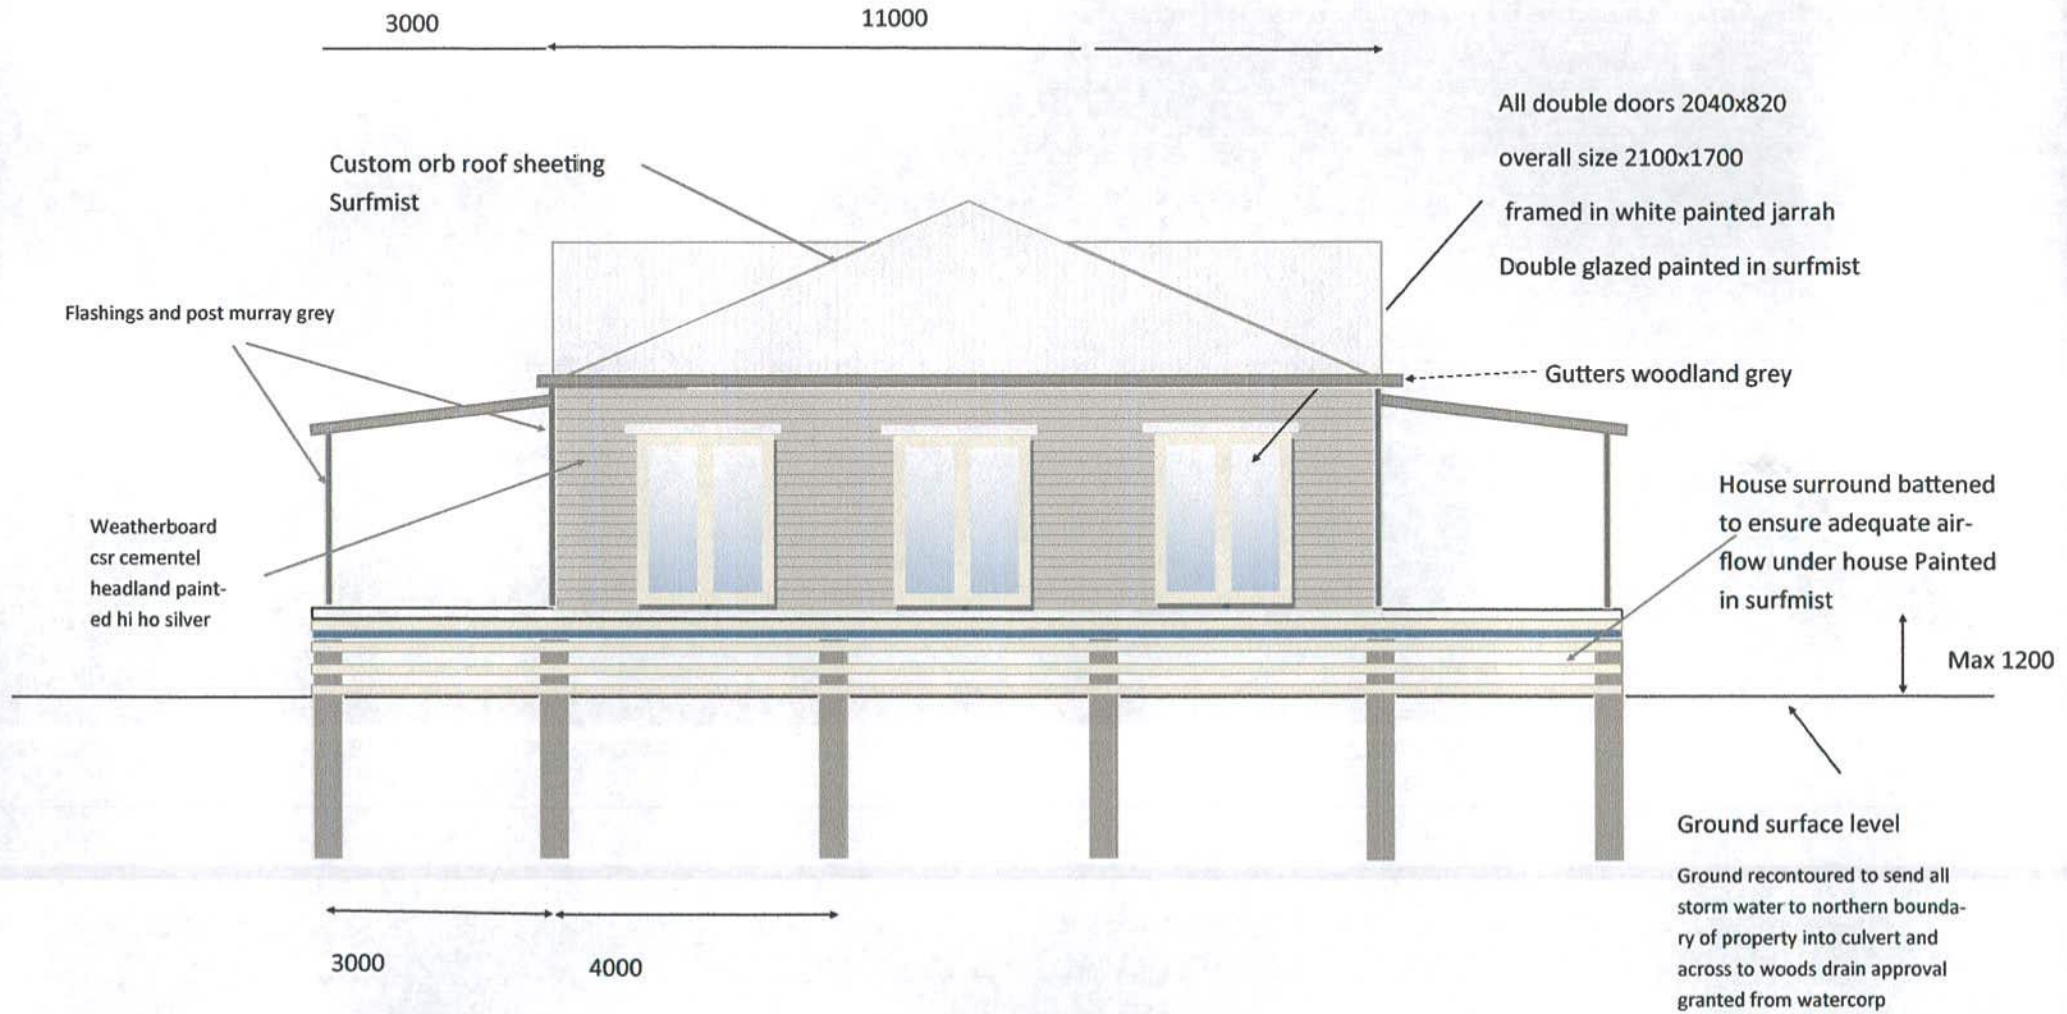 3000
11000
All double doors 2040x820
overall size 2100x1700
framed in white painted jarrah
Double glazed painted in surfmist
Custom orb roof sheeting
Surfmist
Flashings and post murray grey
Gutters woodland grey
House surround battened
to ensure adequate air-
flow under house Painted
in surfmist
Weatherboard
csr cementel
headland paint-
ed hi ho silver
Max 1200
Ground surface level
Ground recontoured to send all
storm water to northern bounda-
ry of property into culvert and
across to woods drain approval
granted from watercorp
3000
4000